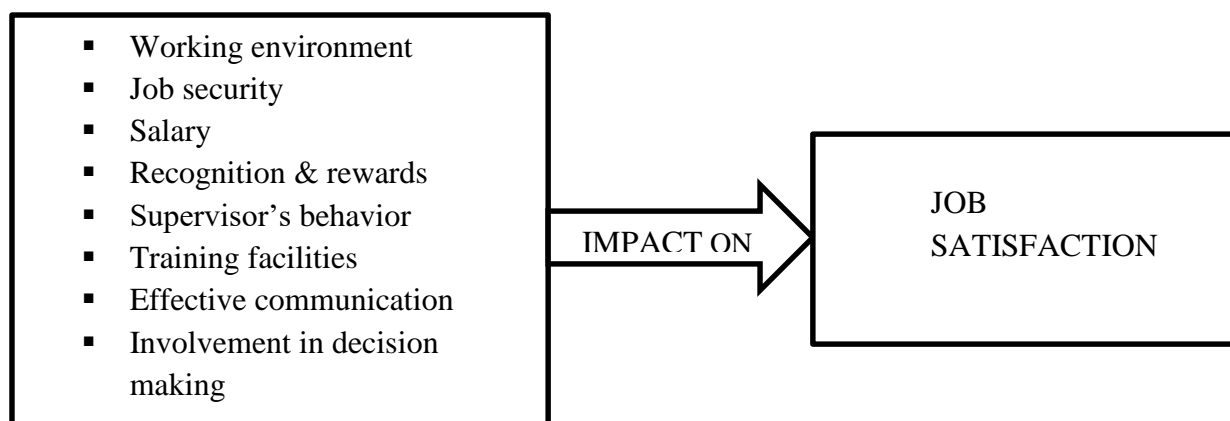 ▪ Working environment
▪ Job security
▪ Salary
▪ Recognition & rewards
▪ Supervisor’s behavior
▪ Training facilities
▪ Effective communication
▪ Involvement in decision
making
IMPACT ON
JOB
SATISFACTION